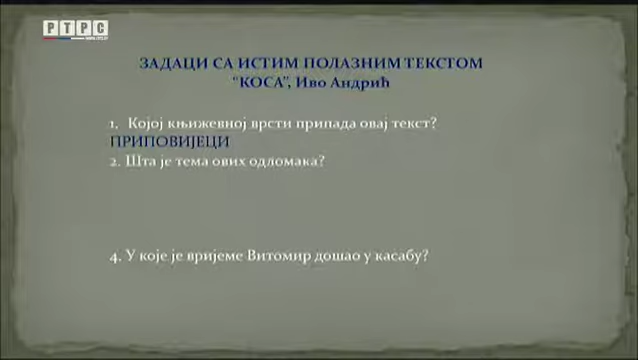 РТРС
ЗАДАЦИ СА ИСТИМ ПОЛАЗНИМ ТЕКСТОМ
"КОСА", Иво Андрић
1. Којој књижевној врсти припада овај текст?
ПРИПОВИЈЕЦИ
2. Шта је тема ових одломака?
4. У које је вријеме Витомир дошао у касабу?